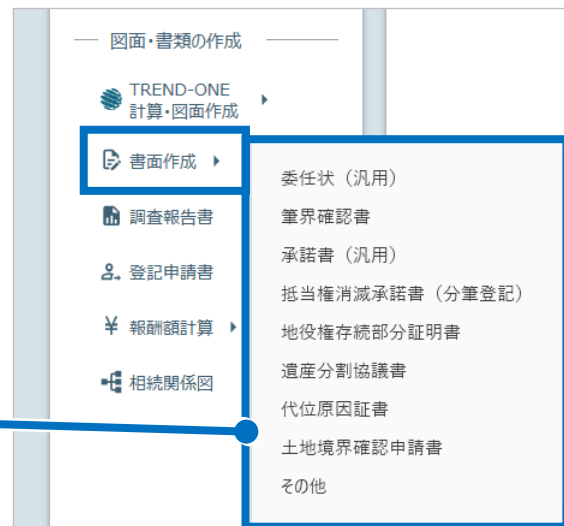 図面・書類の作成
TREND-ONE
計算・図面作成
書面作成
調査報告書
登記申請書
報酬額計算
相続関係図
委任状（汎用）
筆界確認書
承諾書（汎用）
抵当権消滅承諾書（分筆登記）
地役権存続部分証明書
遺産分割協議書
代位原因証書
土地境界確認申請書
その他